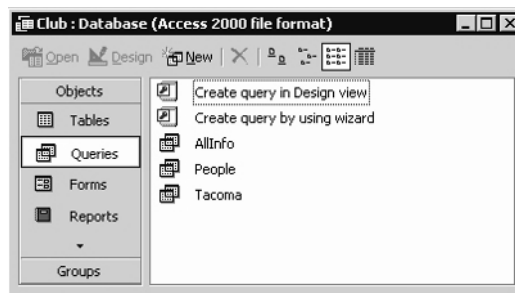 Club : Database (Access 2000 file format)
Open Design New
Objects
Tables
Queries
Forms
Reports
Groups
Create query in Design view
Create query by using wizard
AllInfo
People
Tacoma